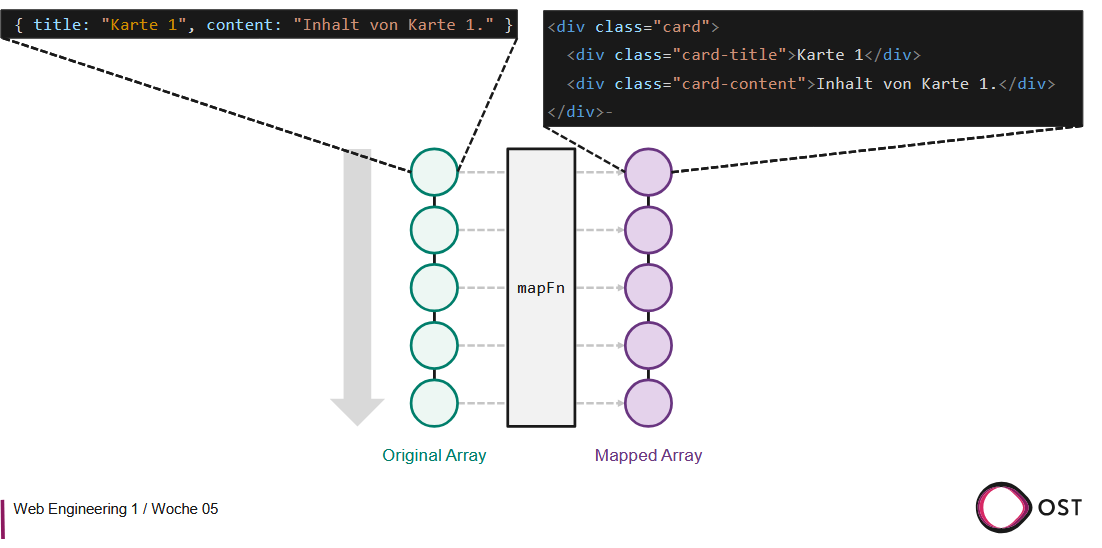 { title: "Karte 1", content: "Inhalt von Karte 1." }
<div class="card">
  <div class="card-title">Karte 1</div>
  <div class="card-content">Inhalt von Karte 1.</div>
</div>-
mapFn
Original Array
Mapped Array
Web Engineering 1 / Woche 05
OST